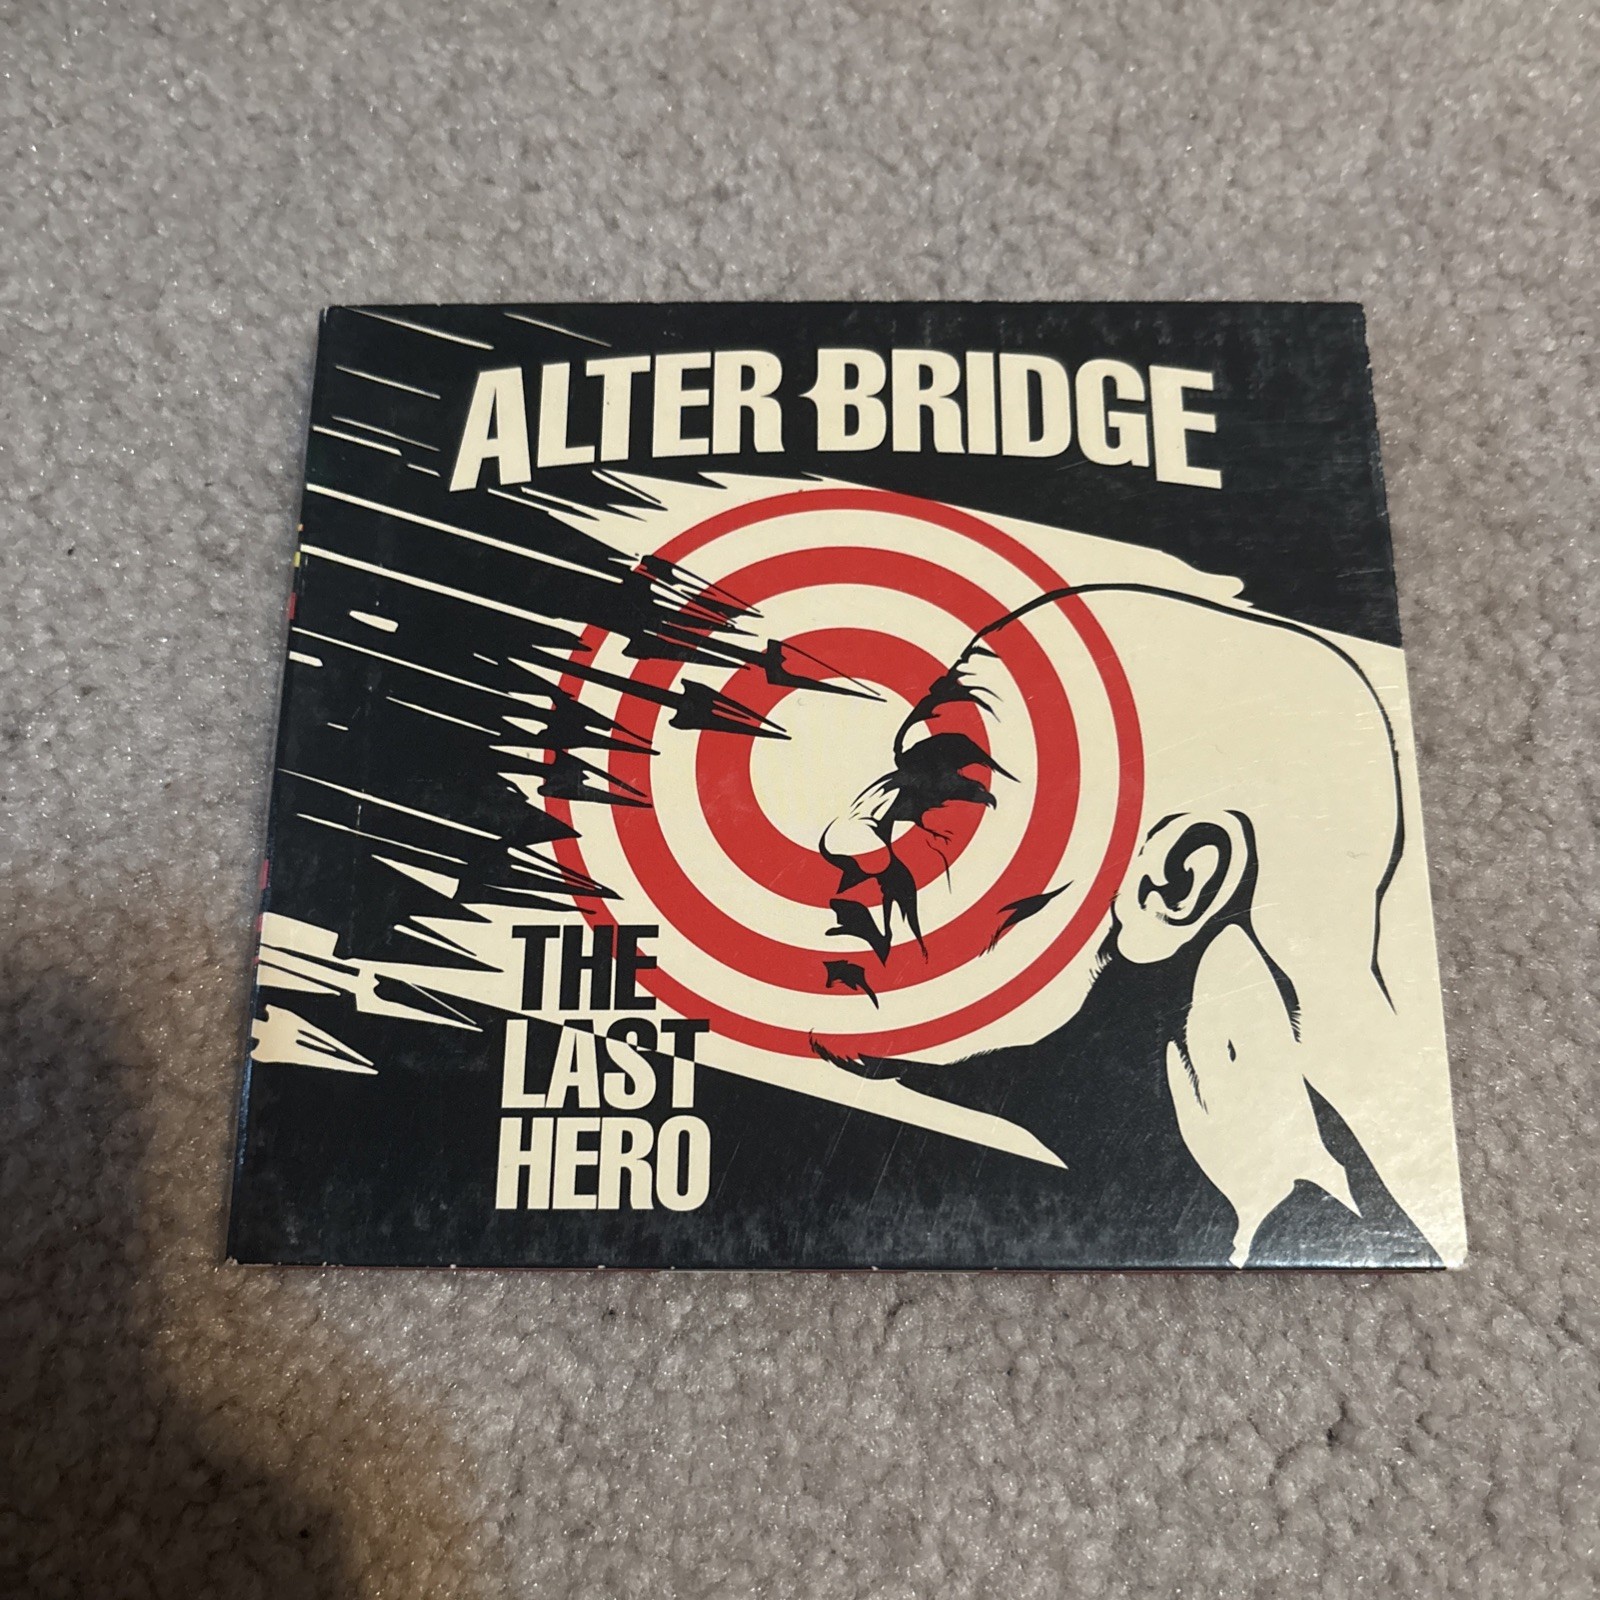 ALTER BRIDGE
THE
LAST
HERO